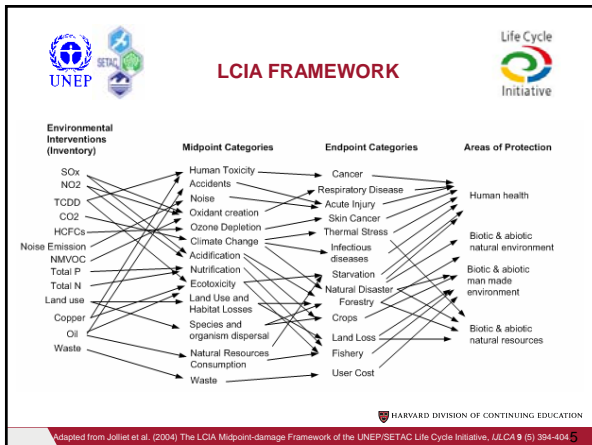 UNEP
SETAC
LCIA FRAMEWORK
Life Cycle
Initiative
Environmental
Interventions
(Inventory)
Midpoint Categories
Endpoint Categories
Areas of Protection
SOx
NO2
TCDD
CO2
HCFCs
Noise Emission
NMVOC
Total P
Total N
Land use
Copper
Oil
Waste
Human Toxicity
Accidents
Noise
Oxidant creation
Ozone Depletion
Climate Change
Acidification
Nutrification
Ecotoxicity
Land Use and
Habitat Losses
Species and
organism dispersal
Natural Resources
Consumption
Waste
Cancer
Respiratory Disease
Acute Injury
Skin Cancer
Thermal Stress
Infectious
diseases
Starvation
Natural Disaster
Forestry
Crops
Land Loss
Fishery
User Cost
Human health
Biotic & abiotic
natural environment
Biotic & abiotic
man made
environment
Biotic & abiotic
natural resources
HARVARD DIVISION OF CONTINUING EDUCATION
Adapted from Jolliet et al. (2004) The LCIA Midpoint-damage Framework of the UNEP/SETAC Life Cycle Initiative, IJLCA 9 (5) 394-404.
5